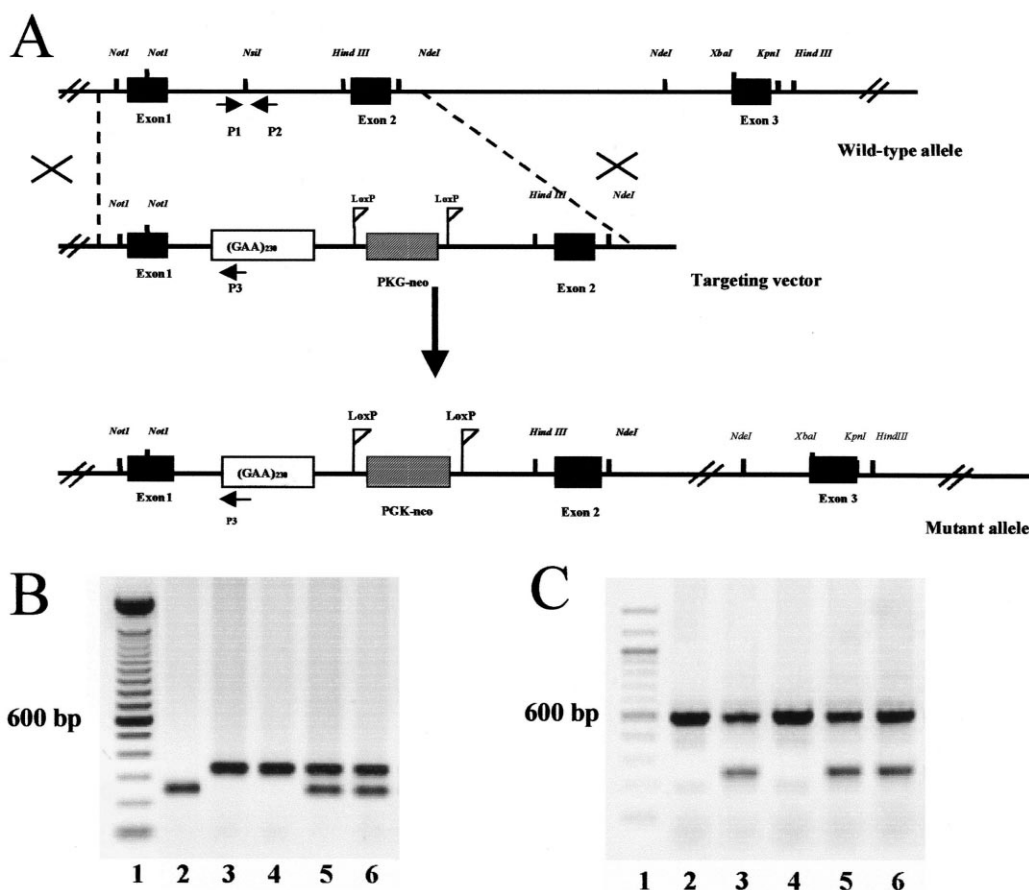 A
NotI NotI NsiI Hind III NdeI NdeI XbaI KpnI Hind III
Exon1 P1 P2 Exon 2 Exon 3
Wild-type allele
NotI NotI LoxP LoxP Hind III NdeI
(GAA)230
Exon1 P3 PKG-neo Exon 2
Targeting vector
LoxP LoxP
NotI NotI Hind III NdeI NdeI XbaI KpnI HindIII
(GAA)230
Exon1 P3 PGK-neo Exon 2 Exon 3
Mutant allele
B
600 bp
1 2 3 4 5 6
C
600 bp
1 2 3 4 5 6